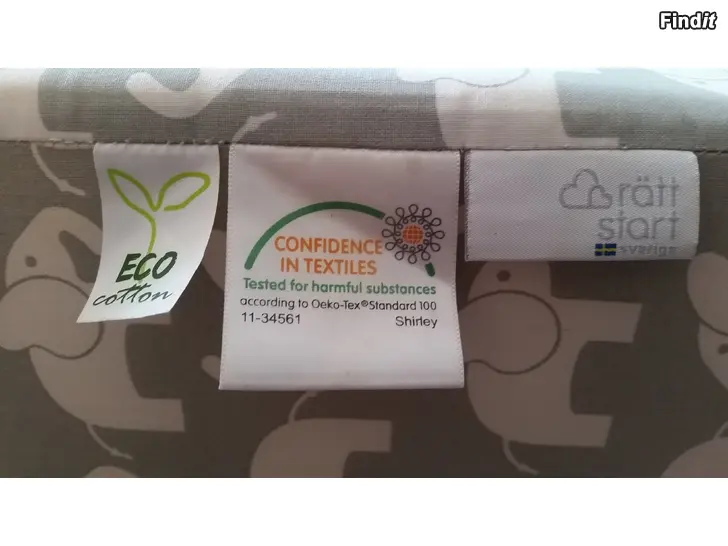 Findit
ECO
cotton
CONFIDENCE
IN TEXTILES
Tested for harmful substances
according to Oeko-Tex®Standard 100
11-34561 Shirley
rätt
start
sverige